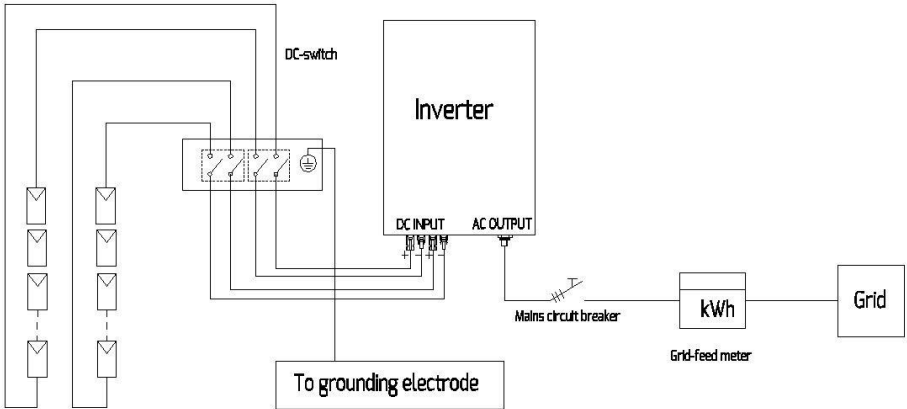 DC-switch
Inverter
DC INPUT
AC OUTPUT
+ - + -
Mains circuit breaker
kWh
Grid-feed meter
Grid
To grounding electrode